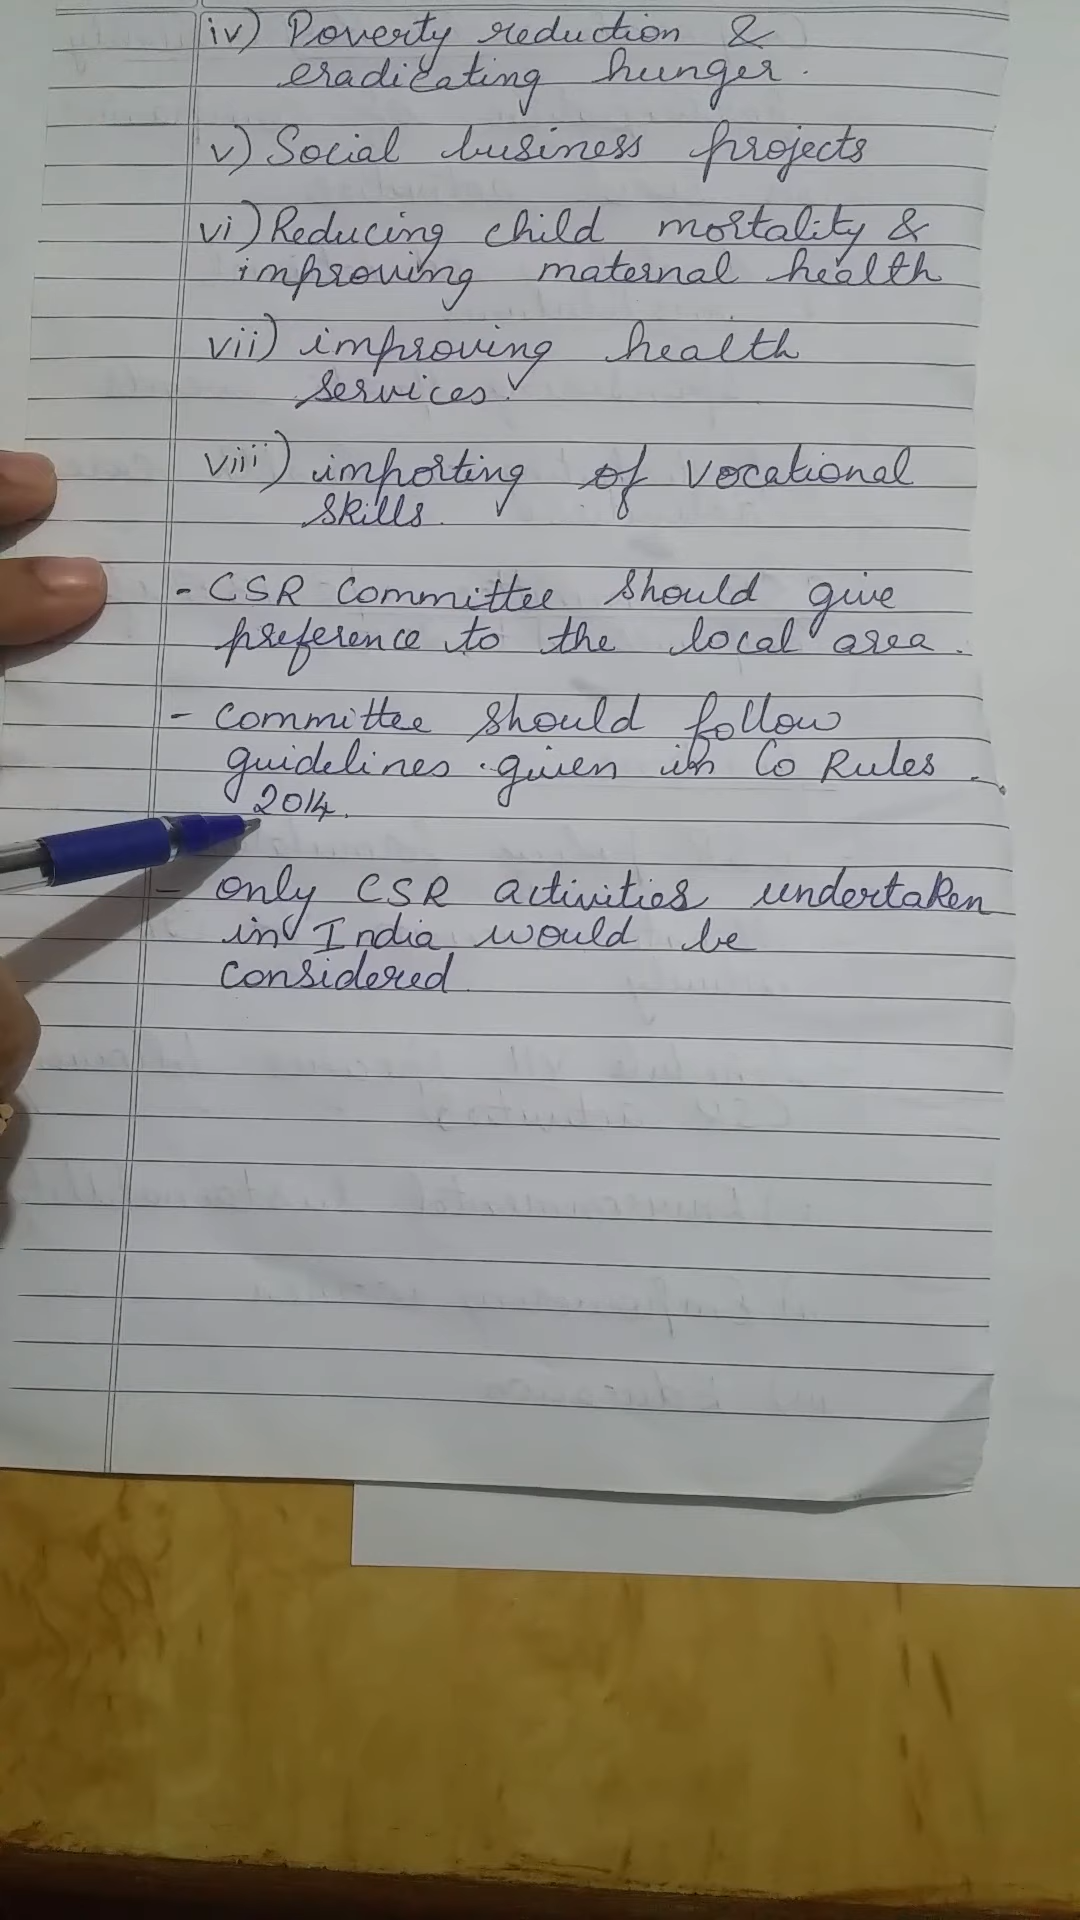 iv) Poverty reduction &
eradicating hunger.
v) Social business projects
vi) Reducing child mortality &
improving maternal health
vii) improving health
services.
viii) importing of vocational
skills.
- CSR committee should give
preference to the local area.
- committee should follow
guidelines given in Co Rules
2014.
- only CSR activities undertaken
in India would be
considered